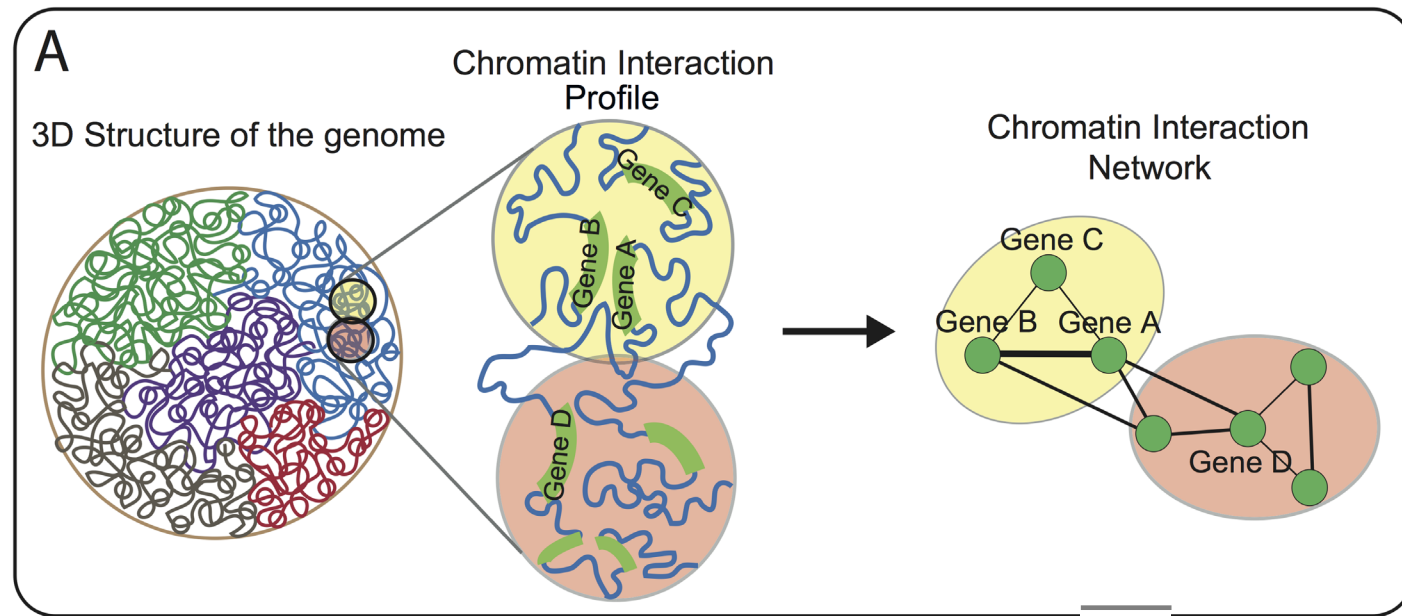 A
3D Structure of the genome
Chromatin Interaction
Profile
Gene C
Gene B
Gene A
Gene D
Chromatin Interaction
Network
Gene C
Gene B
Gene A
Gene D